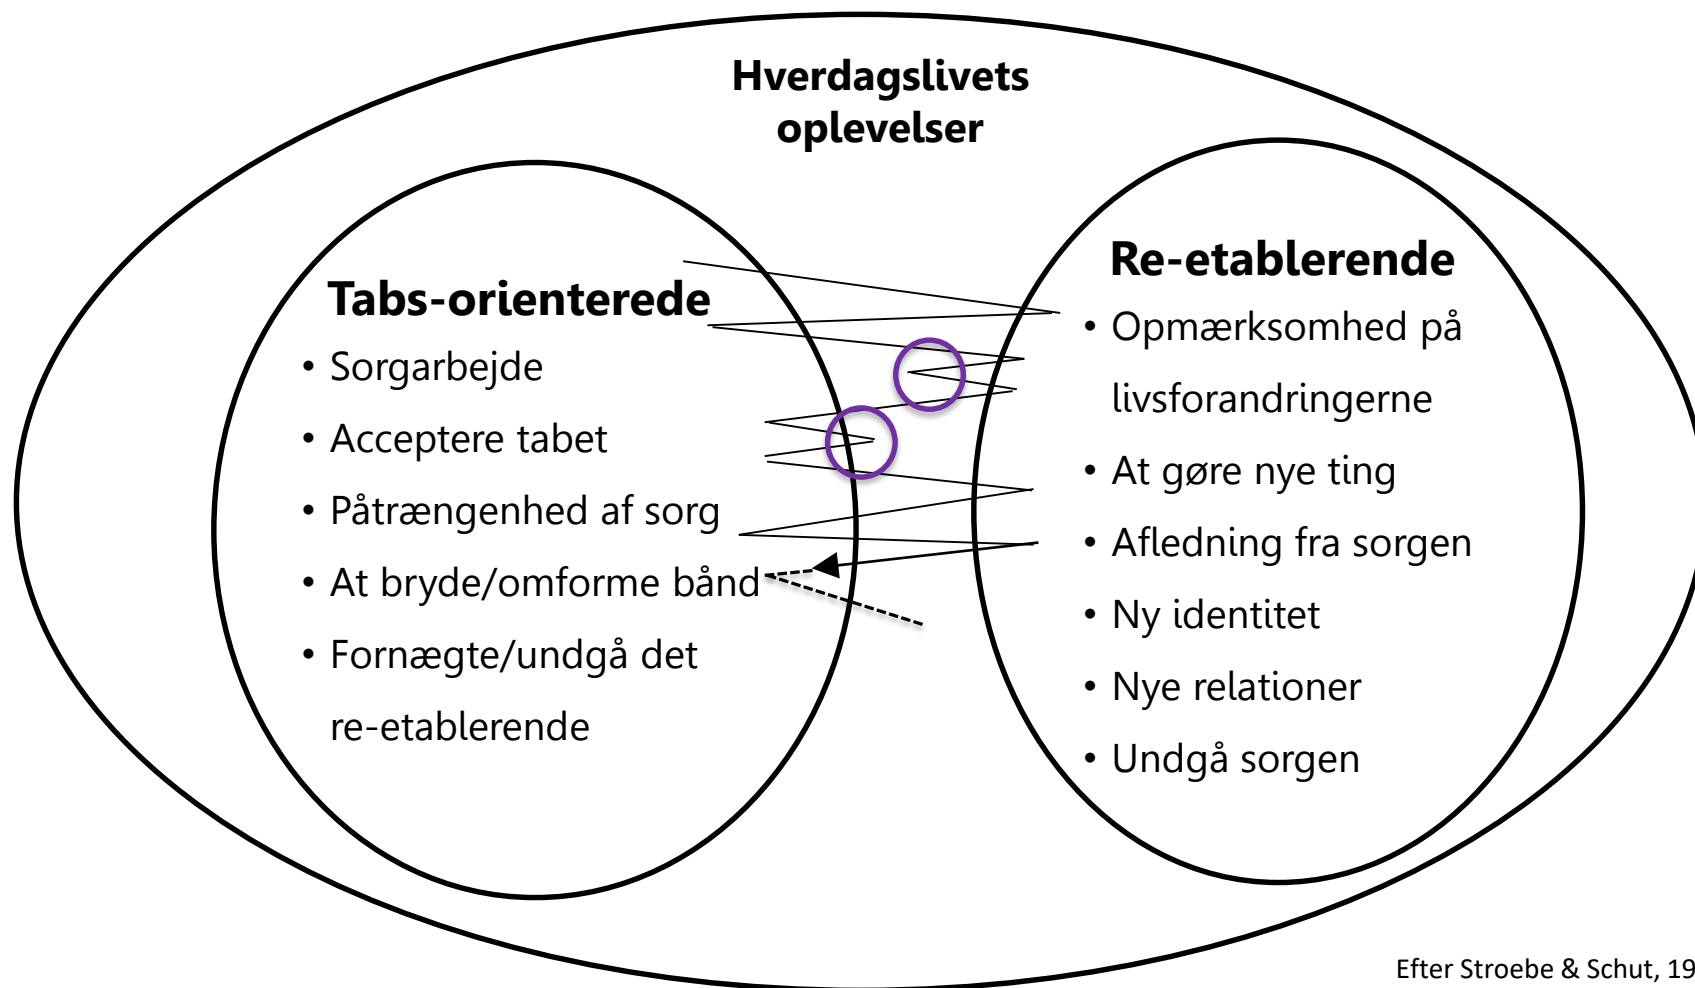 Hverdagslivets
oplevelser
Tabs-orienterede
• Sorgarbejde
• Acceptere tabet
• Påtrængenhed af sorg
• At bryde/omforme bånd
• Fornægte/undgå det
re-etablerende
Re-etablerende
• Opmærksomhed på
livsforandringerne
• At gøre nye ting
• Afledning fra sorgen
• Ny identitet
• Nye relationer
• Undgå sorgen
Efter Stroebe & Schut, 19